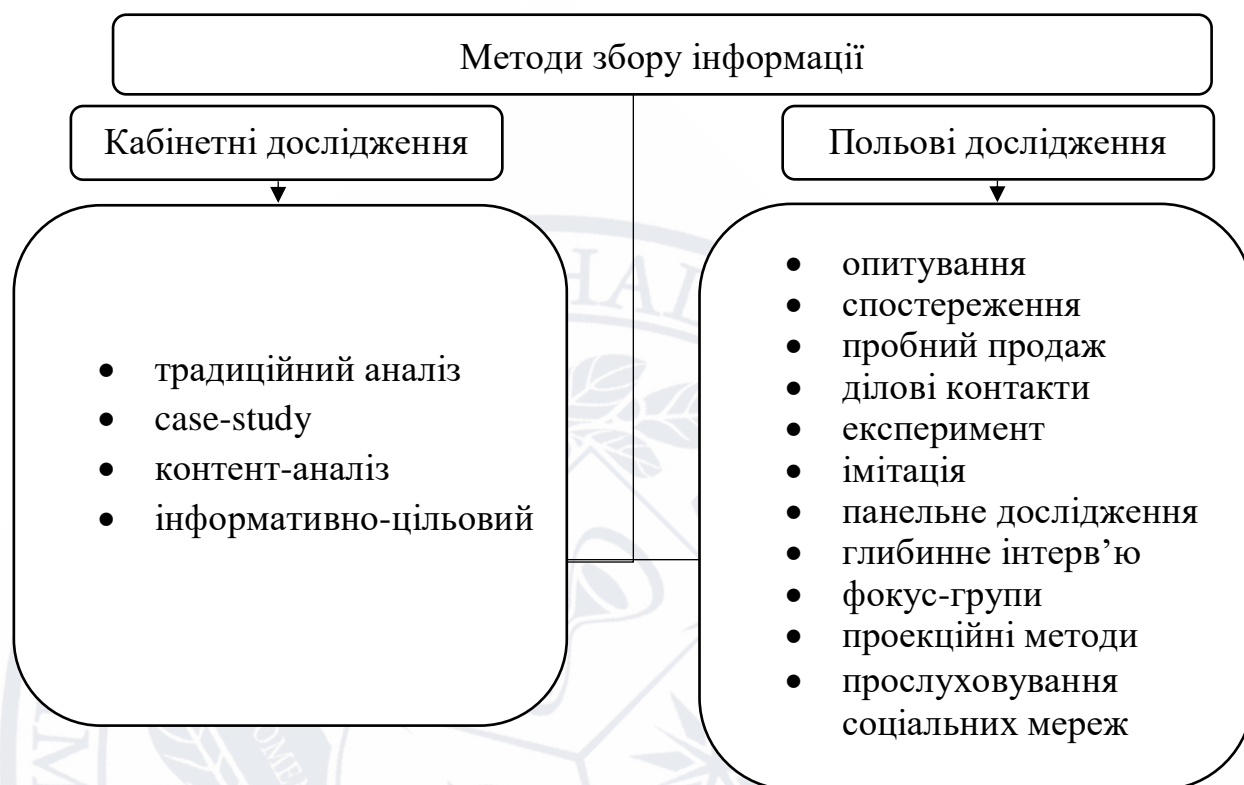 Методи збору інформації
Кабінетні дослідження
Польові дослідження
• традиційний аналіз
• case-study
• контент-аналіз
• інформативно-цільовий
• опитування
• спостереження
• пробний продаж
• ділові контакти
• експеримент
• імітація
• панельне дослідження
• глибинне інтерв’ю
• фокус-групи
• проекційні методи
• прослуховування
соціальних мереж